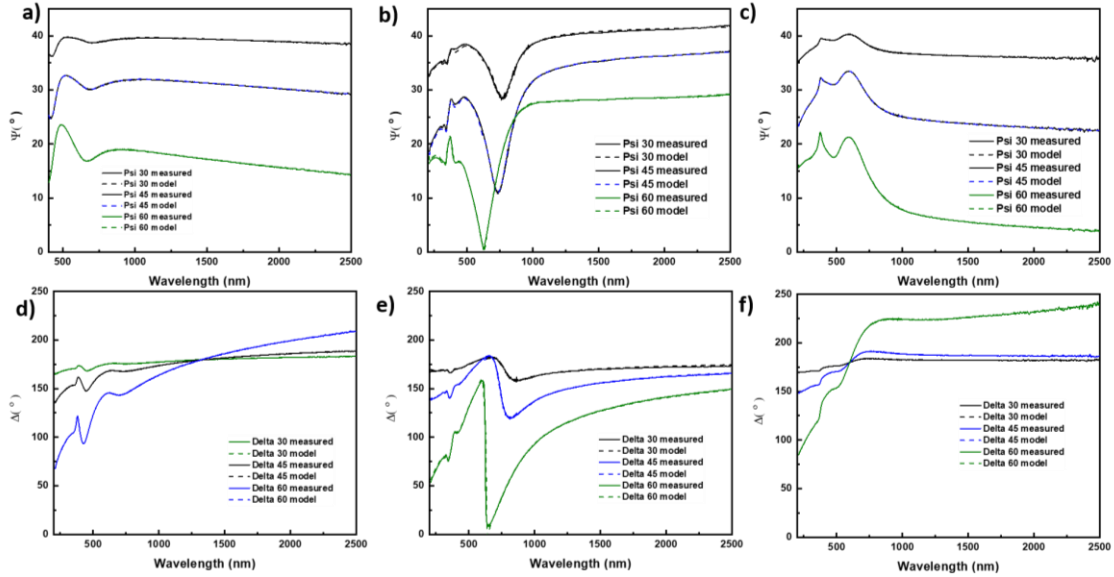 a)
40
30
20
10
0
Ψ(°)
Psi 30 measured
Psi 30 model
Psi 45 measured
Psi 45 model
Psi 60 measured
Psi 60 model
500 1000 1500 2000 2500
Wavelength (nm)
b)
40
30
20
10
0
Ψ(°)
Psi 30 measured
Psi 30 model
Psi 45 measured
Psi 45 model
Psi 60 measured
Psi 60 model
500 1000 1500 2000 2500
Wavelength (nm)
c)
40
30
20
10
0
Ψ(°)
Psi 30 measured
Psi 30 model
Psi 45 measured
Psi 45 model
Psi 60 measured
Psi 60 model
500 1000 1500 2000 2500
Wavelength (nm)
d)
250
200
150
100
50
0
Δ(°)
Delta 30 measured
Delta 30 model
Delta 45 measured
Delta 45 model
Delta 60 measured
Delta 60 model
500 1000 1500 2000 2500
Wavelength (nm)
e)
250
200
150
100
50
0
Δ(°)
Delta 30 measured
Delta 30 model
Delta 45 measured
Delta 45 model
Delta 60 measured
Delta 60 model
500 1000 1500 2000 2500
Wavelength (nm)
f)
250
200
150
100
50
0
Δ(°)
Delta 30 measured
Delta 30 model
Delta 45 measured
Delta 45 model
Delta 60 measured
Delta 60 model
500 1000 1500 2000 2500
Wavelength (nm)